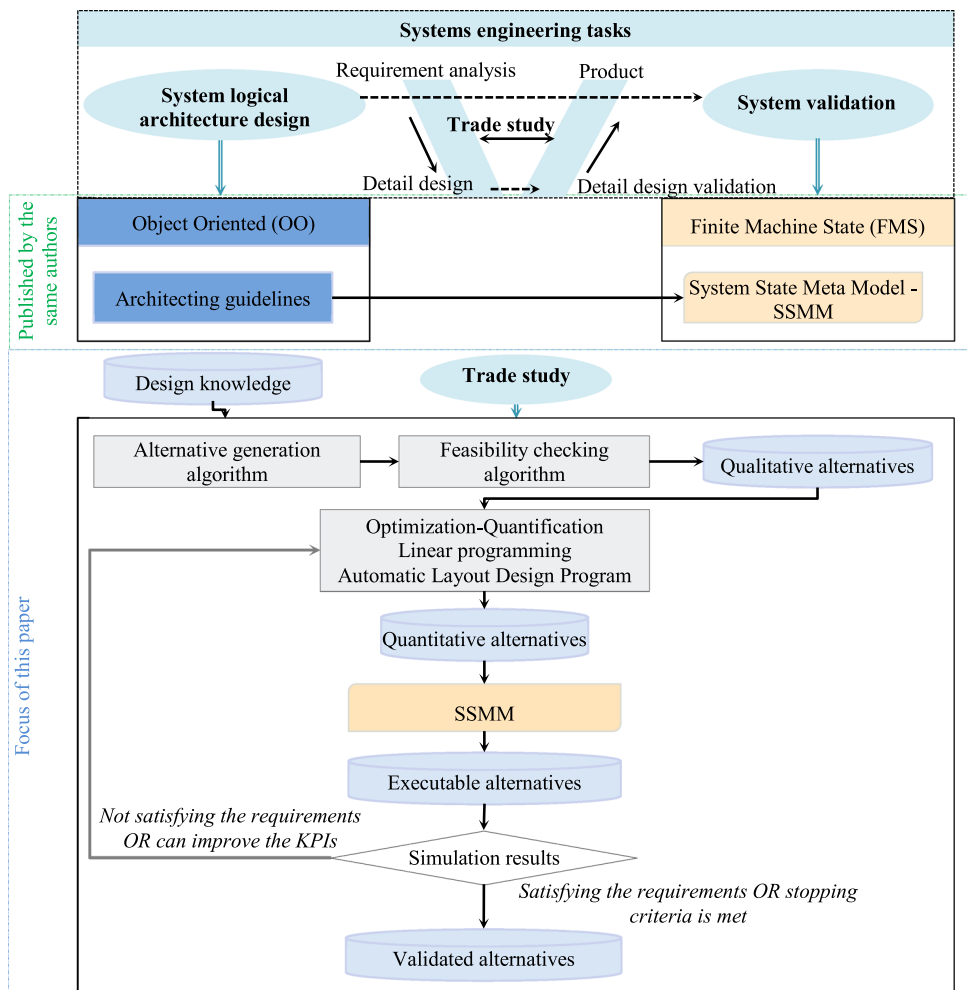 Systems engineering tasks
Requirement analysis
Product
System logical
architecture design
Trade study
System validation
Detail design
Detail design validation
Published by the
same authors
Object Oriented (OO)
Finite Machine State (FMS)
Architecting guidelines
System State Meta Model -
SSMM
Focus of this paper
Design knowledge
Trade study
Alternative generation
algorithm
Feasibility checking
algorithm
Qualitative alternatives
Optimization-Quantification
Linear programming
Automatic Layout Design Program
Quantitative alternatives
SSMM
Executable alternatives
Not satisfying the requirements
OR can improve the KPIs
Simulation results
Satisfying the requirements OR stopping
criteria is met
Validated alternatives